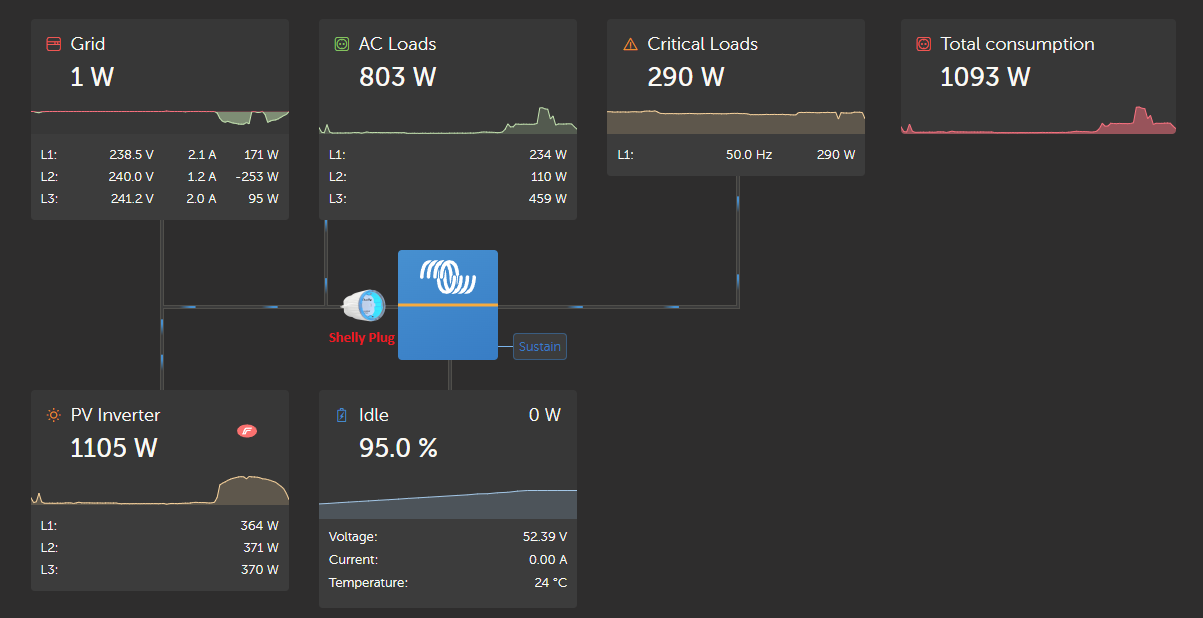 Grid
1 W
L1: 238.5 V 2.1 A 171 W
L2: 240.0 V 1.2 A -253 W
L3: 241.2 V 2.0 A 95 W
AC Loads
803 W
L1: 234 W
L2: 110 W
L3: 459 W
Critical Loads
290 W
L1: 50.0 Hz 290 W
Total consumption
1093 W
Shelly Plug
Sustain
PV Inverter
1105 W
L1: 364 W
L2: 371 W
L3: 370 W
Idle 0 W
95.0 %
Voltage: 52.39 V
Current: 0.00 A
Temperature: 24 °C